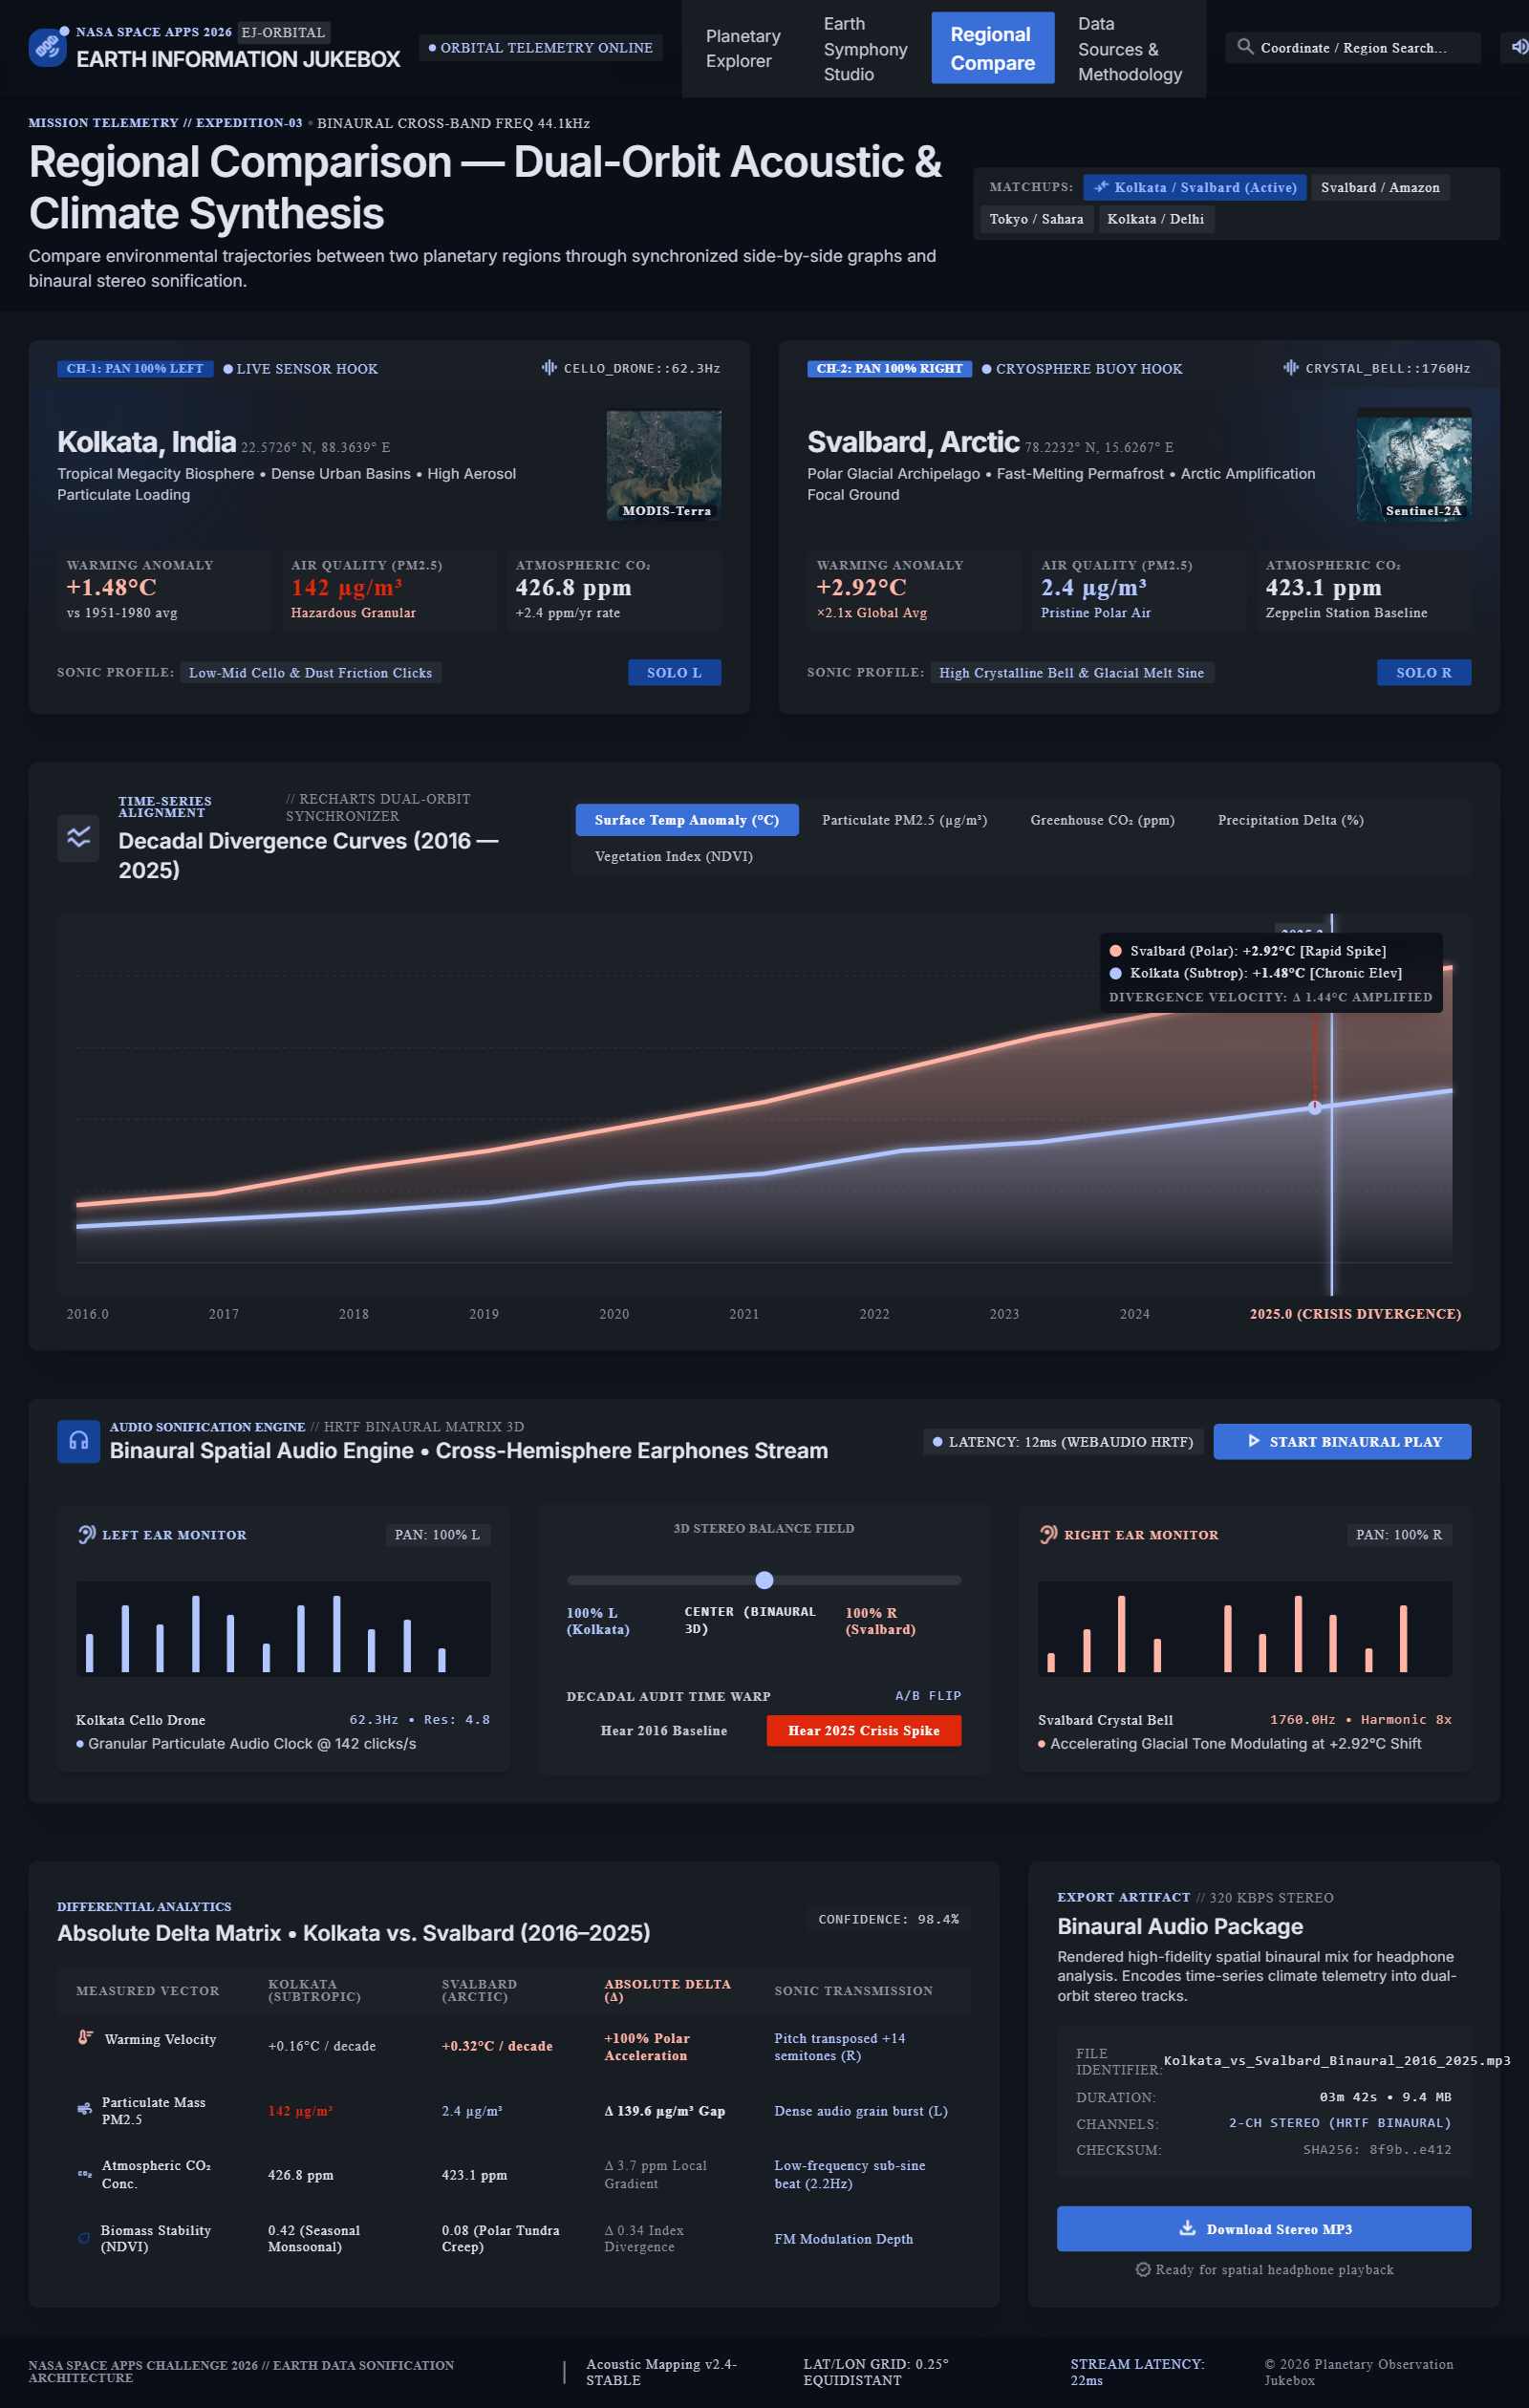 NASA SPACE APPS 2026 EJ-ORBITAL
EARTH INFORMATION JUKEBOX
ORBITAL TELEMETRY ONLINE
Planetary
Explorer
Earth
Symphony
Studio
Regional
Compare
Data
Sources &
Methodology
Coordinate / Region Search...
MISSION TELEMETRY // EXPEDITION-03 • BINAURAL CROSS-BAND FREQ 44.1kHz
Regional Comparison — Dual-Orbit Acoustic &
Climate Synthesis
Compare environmental trajectories between two planetary regions through synchronized side-by-side graphs and
binaural stereo sonification.
MATCHUPS: Kolkata / Svalbard (Active) Svalbard / Amazon
Tokyo / Sahara Kolkata / Delhi
CH-1: PAN 100% LEFT LIVE SENSOR HOOK CELLO_DRONE::62.3Hz
Kolkata, India 22.5726° N, 88.3639° E
Tropical Megacity Biosphere • Dense Urban Basins • High Aerosol
Particulate Loading
MODIS-Terra
WARMING ANOMALY
+1.48°C
vs 1951-1980 avg
AIR QUALITY (PM2.5)
142 µg/m³
Hazardous Granular
ATMOSPHERIC CO₂
426.8 ppm
+2.4 ppm/yr rate
SONIC PROFILE: Low-Mid Cello & Dust Friction Clicks SOLO L
CH-2: PAN 100% RIGHT CRYOSPHERE BUOY HOOK CRYSTAL_BELL::1760Hz
Svalbard, Arctic 78.2232° N, 15.6267° E
Polar Glacial Archipelago • Fast-Melting Permafrost • Arctic Amplification
Focal Ground
Sentinel-2A
WARMING ANOMALY
+2.92°C
×2.1x Global Avg
AIR QUALITY (PM2.5)
2.4 µg/m³
Pristine Polar Air
ATMOSPHERIC CO₂
423.1 ppm
Zeppelin Station Baseline
SONIC PROFILE: High Crystalline Bell & Glacial Melt Sine SOLO R
TIME-SERIES
ALIGNMENT
// RECHARTS DUAL-ORBIT
SYNCHRONIZER
Decadal Divergence Curves (2016 —
2025)
Surface Temp Anomaly (°C) Particulate PM2.5 (µg/m³) Greenhouse CO₂ (ppm) Precipitation Delta (%)
Vegetation Index (NDVI)
Svalbard (Polar): +2.92°C [Rapid Spike]
Kolkata (Subtrop): +1.48°C [Chronic Elev]
DIVERGENCE VELOCITY: Δ 1.44°C AMPLIFIED
2016.0 2017 2018 2019 2020 2021 2022 2023 2024 2025.0 (CRISIS DIVERGENCE)
AUDIO SONIFICATION ENGINE // HRTF BINAURAL MATRIX 3D
Binaural Spatial Audio Engine • Cross-Hemisphere Earphones Stream
LATENCY: 12ms (WEBAUDIO HRTF) START BINAURAL PLAY
LEFT EAR MONITOR PAN: 100% L
Kolkata Cello Drone 62.3Hz • Res: 4.8
Granular Particulate Audio Clock @ 142 clicks/s
3D STEREO BALANCE FIELD
100% L
(Kolkata)
CENTER (BINAURAL
3D)
100% R
(Svalbard)
DECADAL AUDIT TIME WARP A/B FLIP
Hear 2016 Baseline Hear 2025 Crisis Spike
RIGHT EAR MONITOR PAN: 100% R
Svalbard Crystal Bell 1760.0Hz • Harmonic 8x
Accelerating Glacial Tone Modulating at +2.92°C Shift
DIFFERENTIAL ANALYTICS
Absolute Delta Matrix • Kolkata vs. Svalbard (2016–2025)
CONFIDENCE: 98.4%
MEASURED VECTOR
KOLKATA
(SUBTROPIC)
SVALBARD
(ARCTIC)
ABSOLUTE DELTA
(Δ)
SONIC TRANSMISSION
Warming Velocity
+0.16°C / decade
+0.32°C / decade
+100% Polar
Acceleration
Pitch transposed +14
semitones (R)
Particulate Mass
PM2.5
142 µg/m³
2.4 µg/m³
Δ 139.6 µg/m³ Gap
Dense audio grain burst (L)
CO₂
Atmospheric CO₂
Conc.
426.8 ppm
423.1 ppm
Δ 3.7 ppm Local
Gradient
Low-frequency sub-sine
beat (2.2Hz)
Biomass Stability
(NDVI)
0.42 (Seasonal
Monsoonal)
0.08 (Polar Tundra
Creep)
Δ 0.34 Index
Divergence
FM Modulation Depth
EXPORT ARTIFACT // 320 KBPS STEREO
Binaural Audio Package
Rendered high-fidelity spatial binaural mix for headphone
analysis. Encodes time-series climate telemetry into dual-
orbit stereo tracks.
FILE
IDENTIFIER:
Kolkata_vs_Svalbard_Binaural_2016_2025.mp3
DURATION: 03m 42s • 9.4 MB
CHANNELS: 2-CH STEREO (HRTF BINAURAL)
CHECKSUM: SHA256: 8f9b..e412
Download Stereo MP3
Ready for spatial headphone playback
NASA SPACE APPS CHALLENGE 2026 // EARTH DATA SONIFICATION
ARCHITECTURE
Acoustic Mapping v2.4-
STABLE
LAT/LON GRID: 0.25°
EQUIDISTANT
STREAM LATENCY:
22ms
© 2026 Planetary Observation
Jukebox